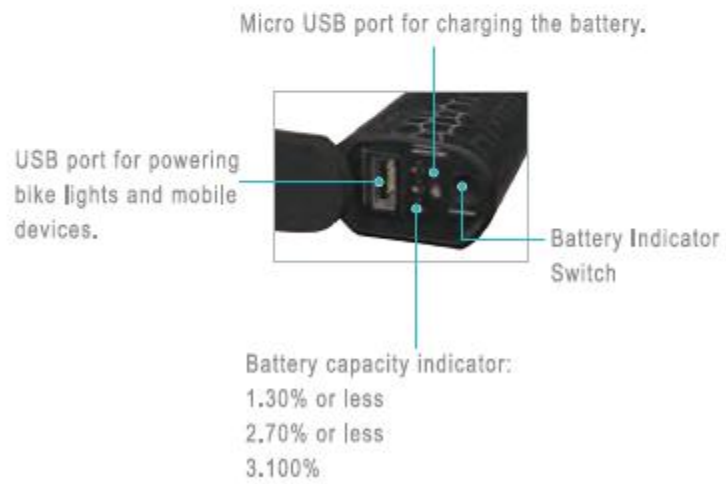 Micro USB port for charging the battery.
USB port for powering
bike lights and mobile
devices.
Battery Indicator
Switch
Battery capacity indicator:
1.30% or less
2.70% or less
3.100%